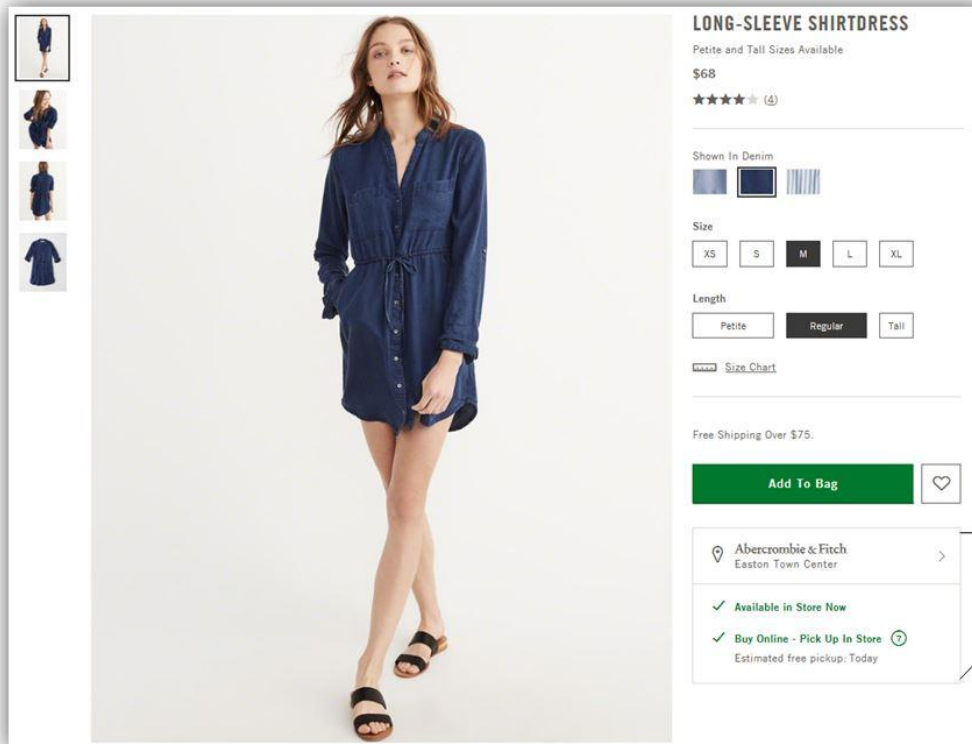 LONG-SLEEVE SHIRTDRESS
Petite and Tall Sizes Available
$68
(4)
Shown In Denim
Size
XS S M L XL
Length
Petite Regular Tall
Size Chart
Free Shipping Over $75.
Add To Bag
Abercrombie & Fitch
Easton Town Center
Available in Store Now
Buy Online - Pick Up In Store ?
Estimated free pickup: Today